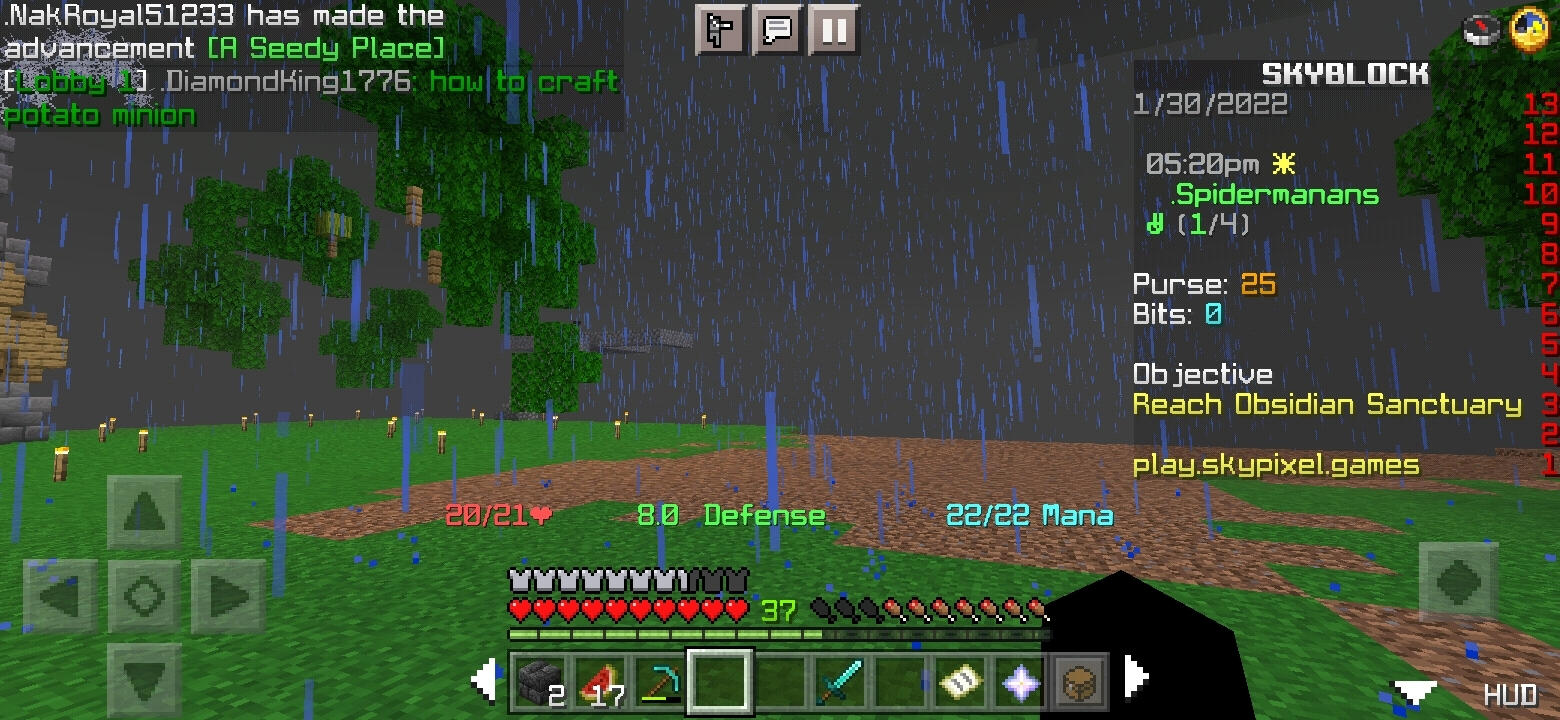 .NakRoyal51233 has made the
advancement [A Seedy Place]
[Lobby 1] .DiamondKing1776: how to craft
potato minion
SKYBLOCK
1/30/2022 13
12
05:20pm 11
.Spidermanans 10
(1/4) 9
8
Purse: 25 7
Bits: 0 6
5
Objective 4
Reach Obsidian Sanctuary 3
2
play.skypixel.games 1
20/21 8.0 Defense 22/22 Mana
37
2 17
HUD